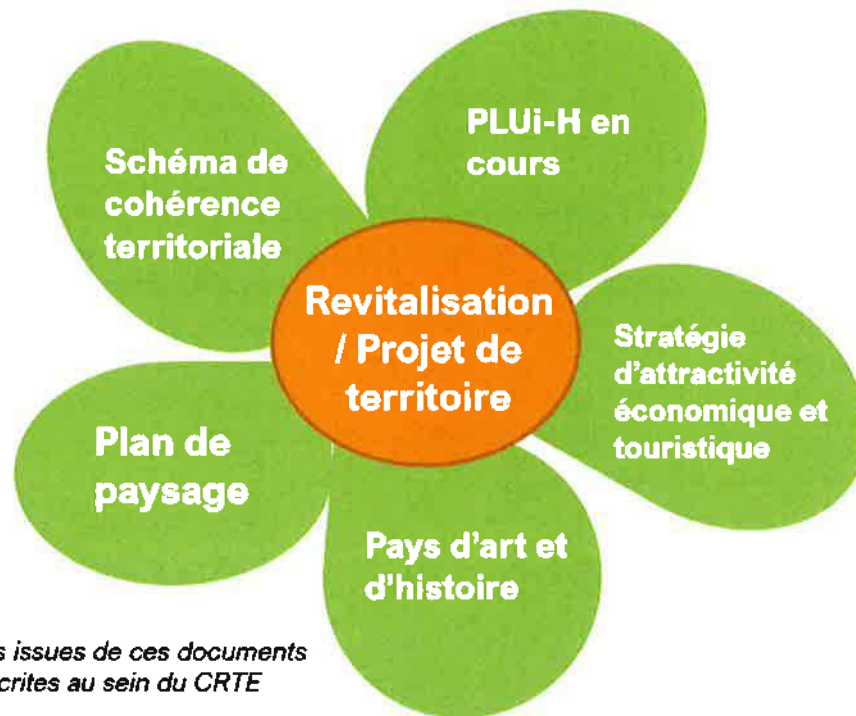 Schéma de
cohérence
territoriale
PLUi-H en
cours
Revitalisation
/ Projet de
territoire
Stratégie
d'attractivité
économique et
touristique
Plan de
paysage
Pays d'art et
d'histoire
issues de ces documents
au sein du CRTE